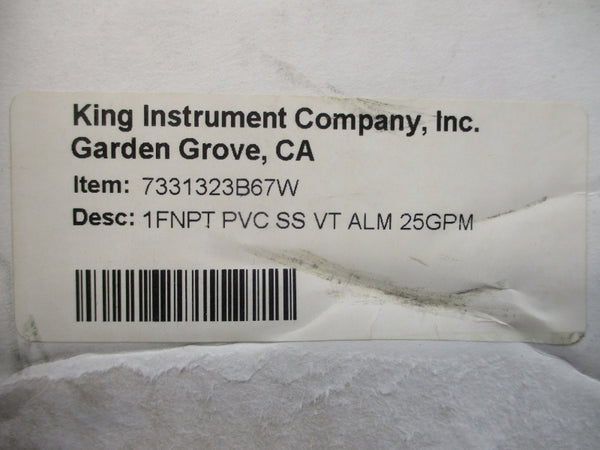 King Instrument Company, Inc.
Garden Grove, CA
Item: 7331323B67W
Desc: 1FNPT PVC SS VT ALM 25GPM